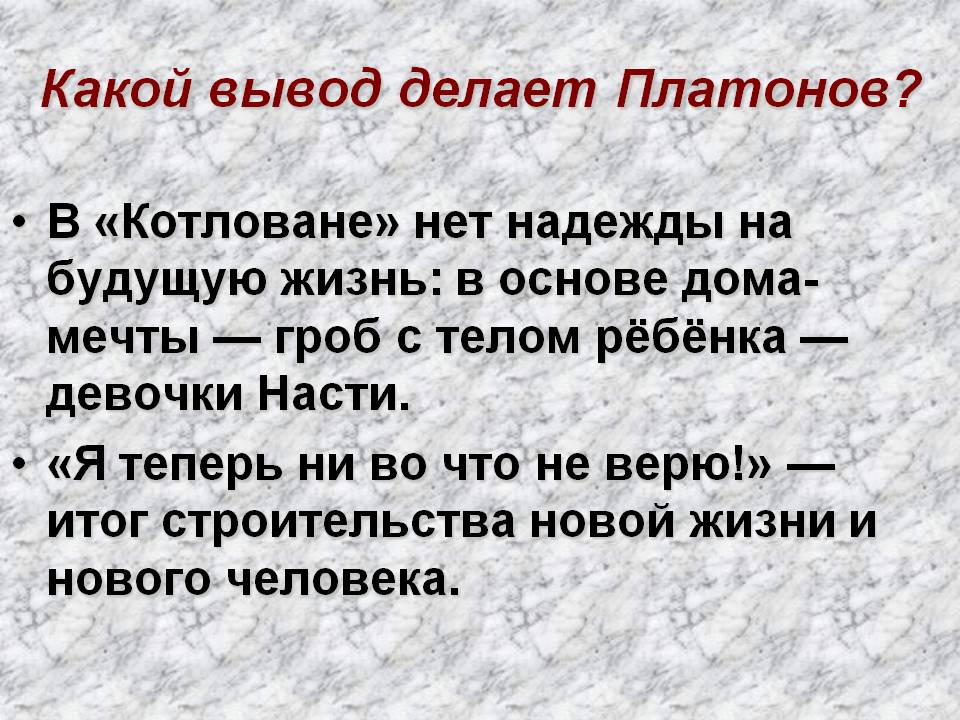 Какой вывод делает Платонов?
• В «Котловане» нет надежды на
будущую жизнь: в основе дома-
мечты — гроб с телом рёбёнка —
девочки Насти.
• «Я теперь ни во что не верю!» —
итог строительства новой жизни и
нового человека.